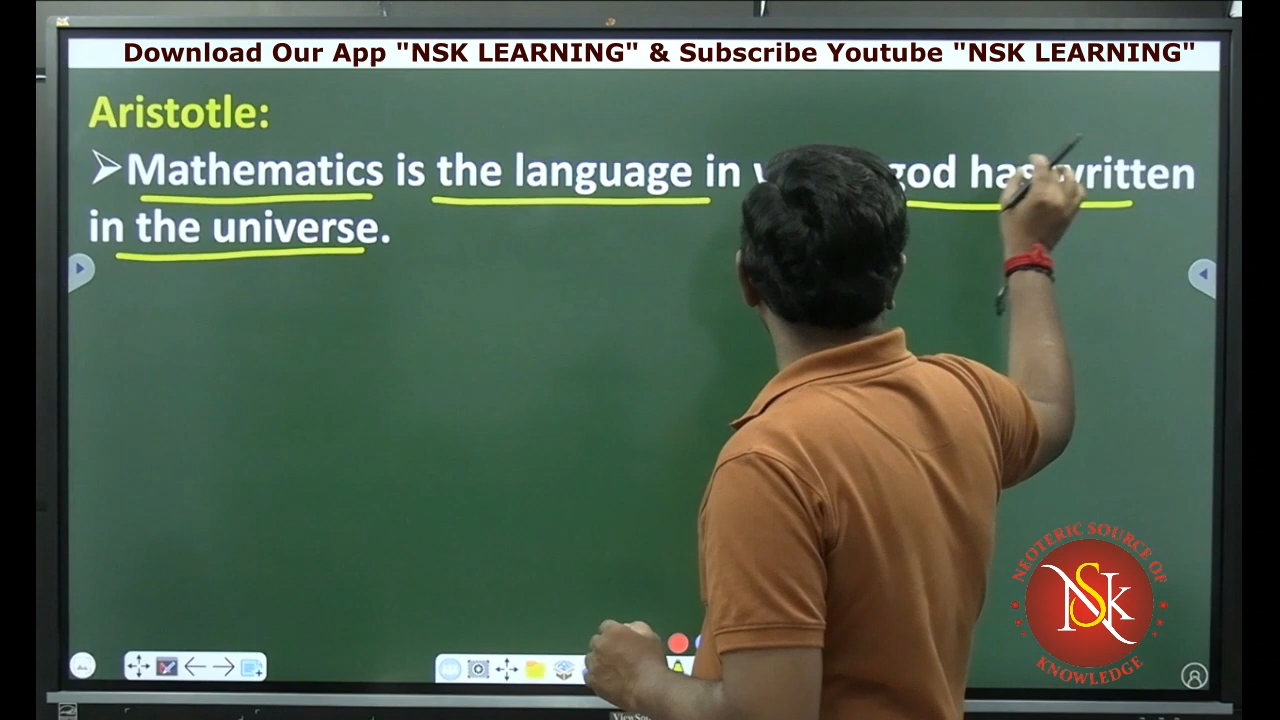 Download Our App "NSK LEARNING" & Subscribe Youtube "NSK LEARNING"
Aristotle:
➢Mathematics is the language in god has written
in the universe.
NEOTERIC SOURCE OF
NSK
KNOWLEDGE